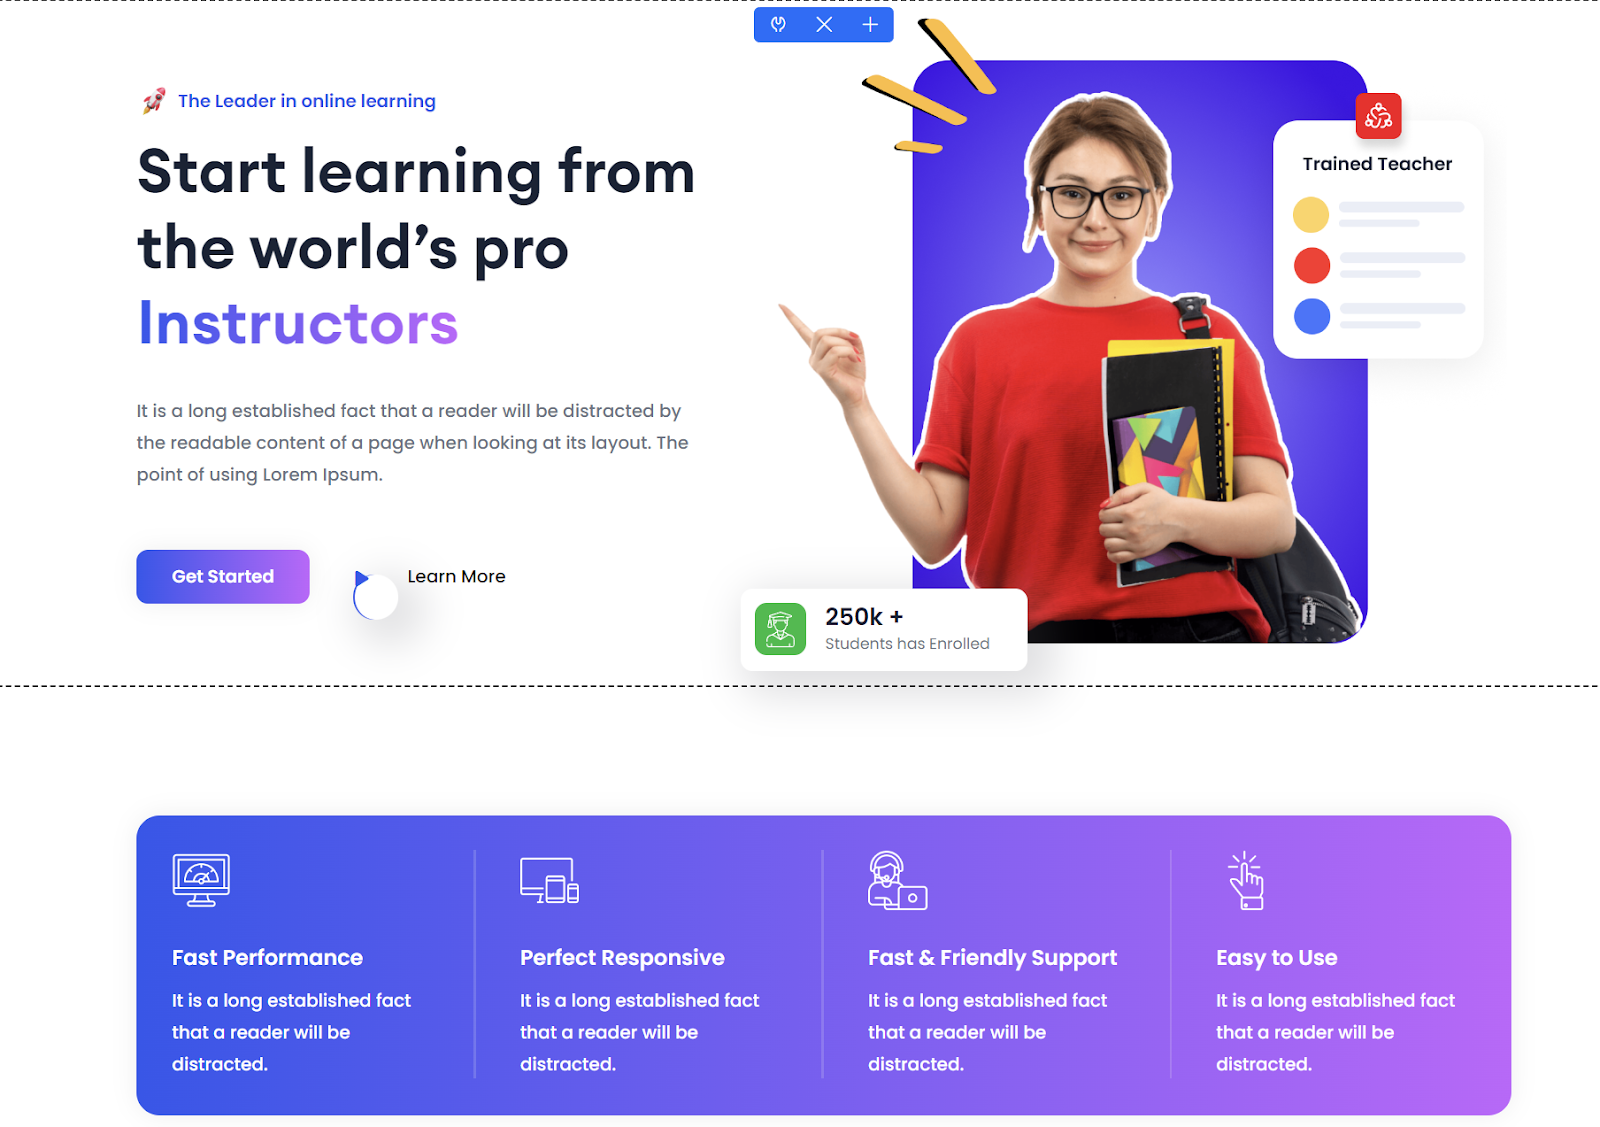 The Leader in online learning
Start learning from
the world’s pro
Instructors
It is a long established fact that a reader will be distracted by
the readable content of a page when looking at its layout. The
point of using Lorem Ipsum.
Get Started
Learn More
Trained Teacher
250k +
Students has Enrolled
Fast Performance
It is a long established fact
that a reader will be
distracted.
Perfect Responsive
It is a long established fact
that a reader will be
distracted.
Fast & Friendly Support
It is a long established fact
that a reader will be
distracted.
Easy to Use
It is a long established fact
that a reader will be
distracted.